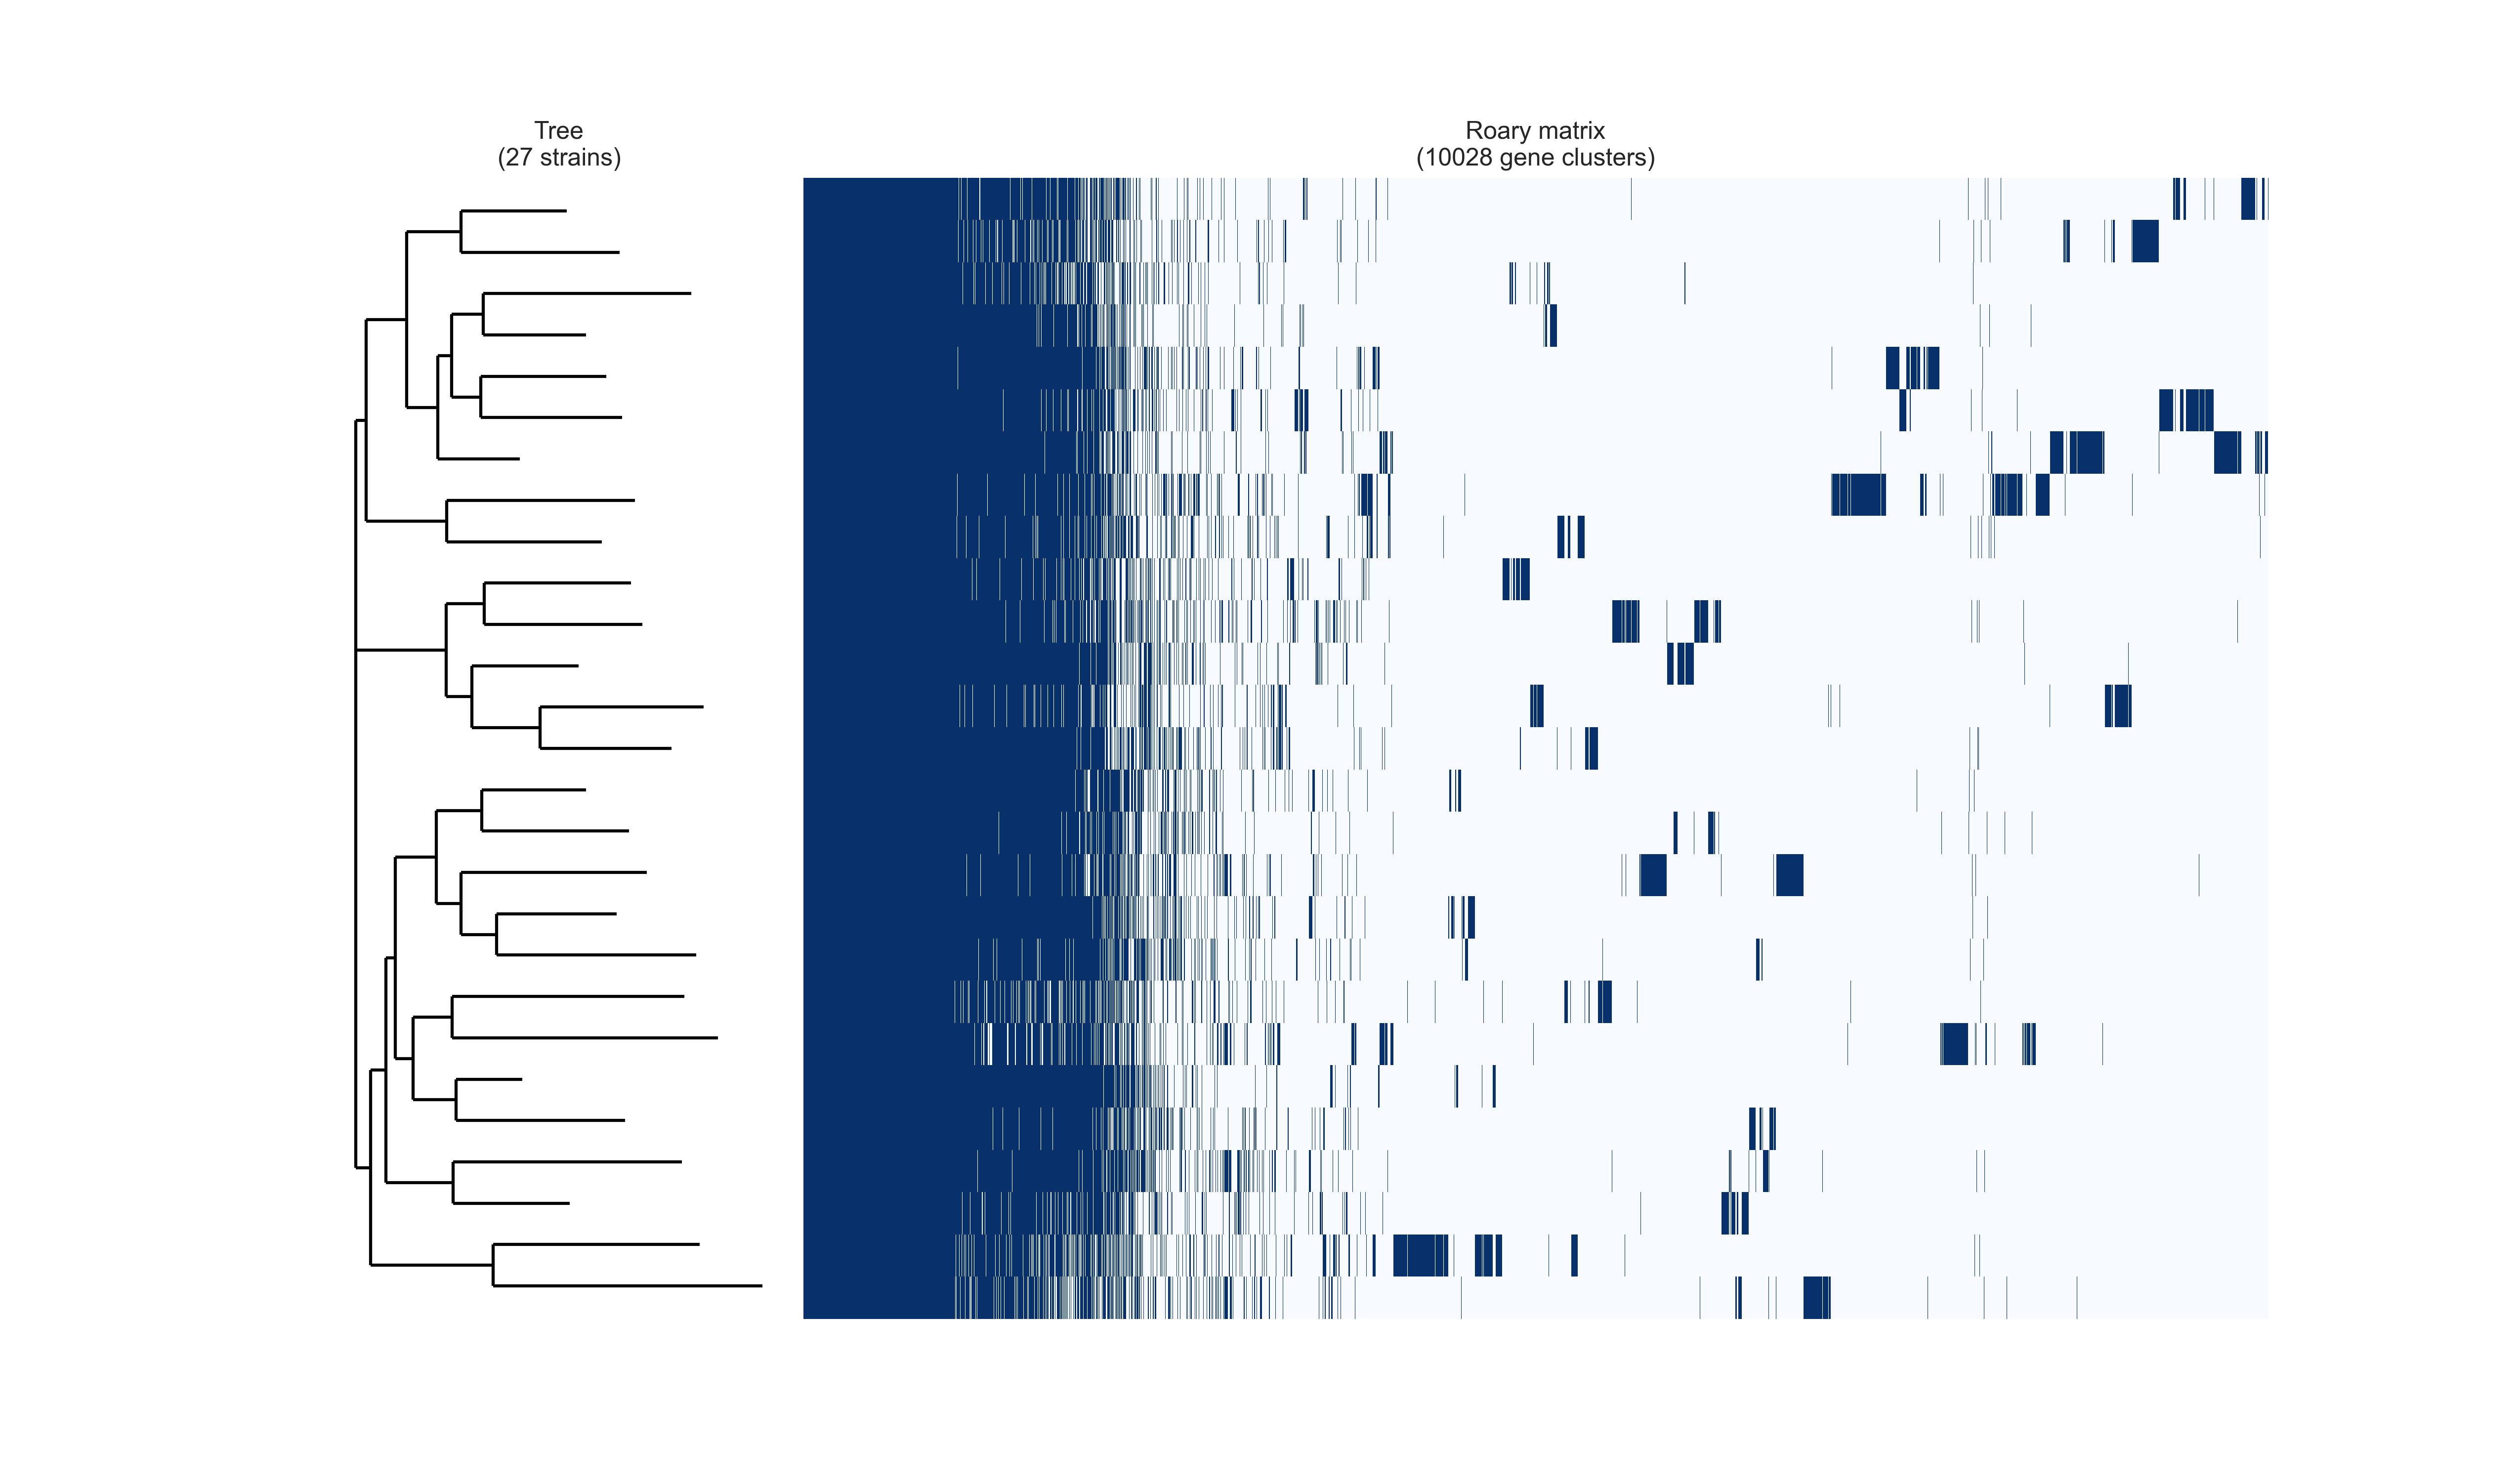 Tree
(27 strains)
Roary matrix
(10028 gene clusters)